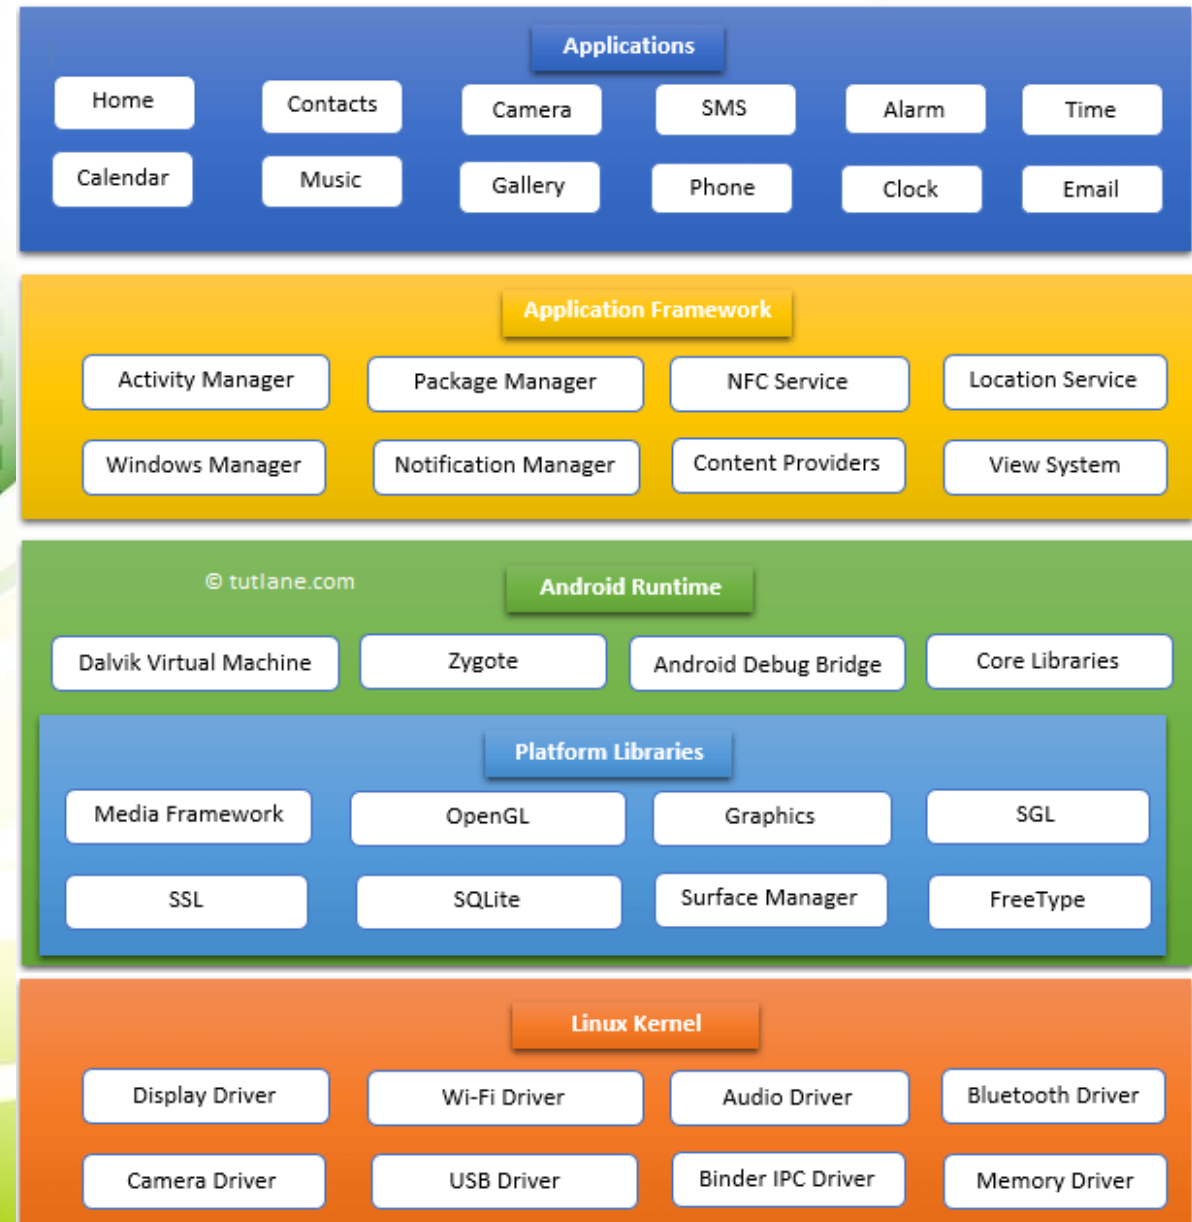 Applications
Home Contacts Camera SMS Alarm Time
Calendar Music Gallery Phone Clock Email
Application Framework
Activity Manager Package Manager NFC Service Location Service
Windows Manager Notification Manager Content Providers View System
© tutlane.com
Android Runtime
Dalvik Virtual Machine Zygote Android Debug Bridge Core Libraries
Platform Libraries
Media Framework OpenGL Graphics SGL
SSL SQLite Surface Manager FreeType
Linux Kernel
Display Driver Wi-Fi Driver Audio Driver Bluetooth Driver
Camera Driver USB Driver Binder IPC Driver Memory Driver